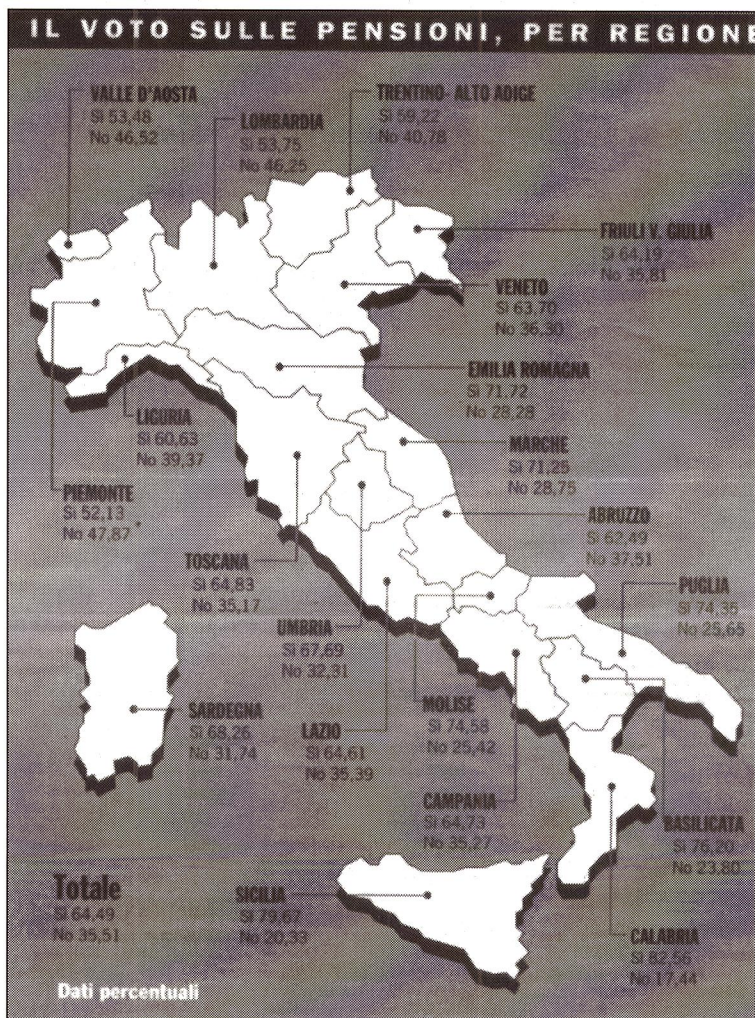 IL VOTO SULLE PENSIONI, PER REGIONE
VALLE D'AOSTA
Sì 53,48
No 46,52
LOMBARDIA
Sì 53,75
No 46,25
TRENTINO- ALTO ADIGE
Sì 59,22
No 40,78
FRIULI V. GIULIA
Sì 64,19
No 35,81
VENETO
Sì 63,70
No 36,30
EMILIA ROMAGNA
Sì 71,72
No 28,28
LIGURIA
Sì 60,63
No 39,37
MARCHE
Sì 71,25
No 28,75
PIEMONTE
Sì 52,13
No 47,87
ABRUZZO
Sì 62,49
No 37,51
TOSCANA
Sì 64,83
No 35,17
PUGLIA
Sì 74,35
No 25,65
UMBRIA
Sì 67,69
No 32,31
SARDEGNA
Sì 68,26
No 31,74
LAZIO
Sì 64,61
No 35,39
MOLISE
Sì 74,58
No 25,42
CAMPANIA
Sì 64,73
No 35,27
BASILICATA
Sì 76,20
No 23,80
Totale
Sì 64,49
No 35,51
SICILIA
Sì 79,67
No 20,33
CALABRIA
Sì 82,56
No 17,44
Dati percentuali